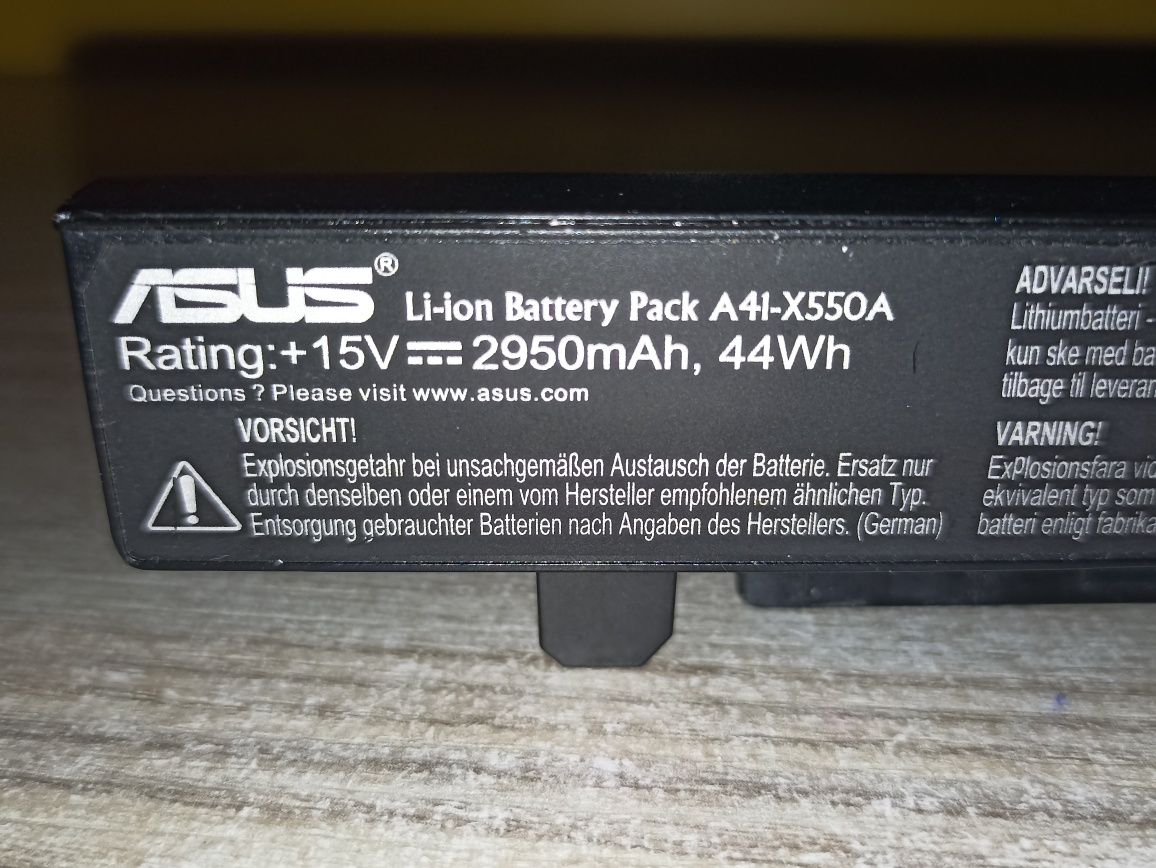 ASUS® Li-ion Battery Pack A41-X550A
Rating:+15V⎓2950mAh, 44Wh
Questions ? Please visit www.asus.com
VORSICHT!
Explosionsgetahr bei unsachgemäßen Austausch der Batterie. Ersatz nur
durch denselben oder einem vom Hersteller empfohlenem ähnlichen Typ.
Entsorgung gebrauchter Batterien nach Angaben des Herstellers. (German)
ADVARSELI!
Lithiumbatteri -
kun ske med ba
tilbage til leveran
VARNING!
Explosionsfara vid
ekvivalent typ som
batteri enligt fabrika